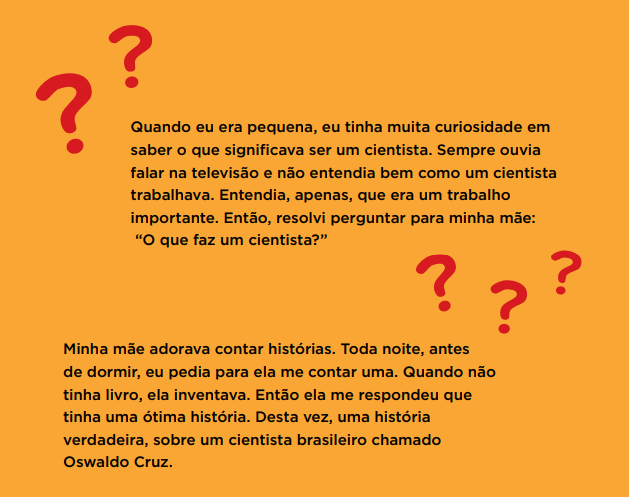 ?
?
Quando eu era pequena, eu tinha muita curiosidade em
saber o que significava ser um cientista. Sempre ouvia
falar na televisão e não entendia bem como um cientista
trabalhava. Entendia, apenas, que era um trabalho
importante. Então, resolvi perguntar para minha mãe:
“O que faz um cientista?”
?
?
?
Minha mãe adorava contar histórias. Toda noite, antes
de dormir, eu pedia para ela me contar uma. Quando não
tinha livro, ela inventava. Então ela me respondeu que
tinha uma ótima história. Desta vez, uma história
verdadeira, sobre um cientista brasileiro chamado
Oswaldo Cruz.